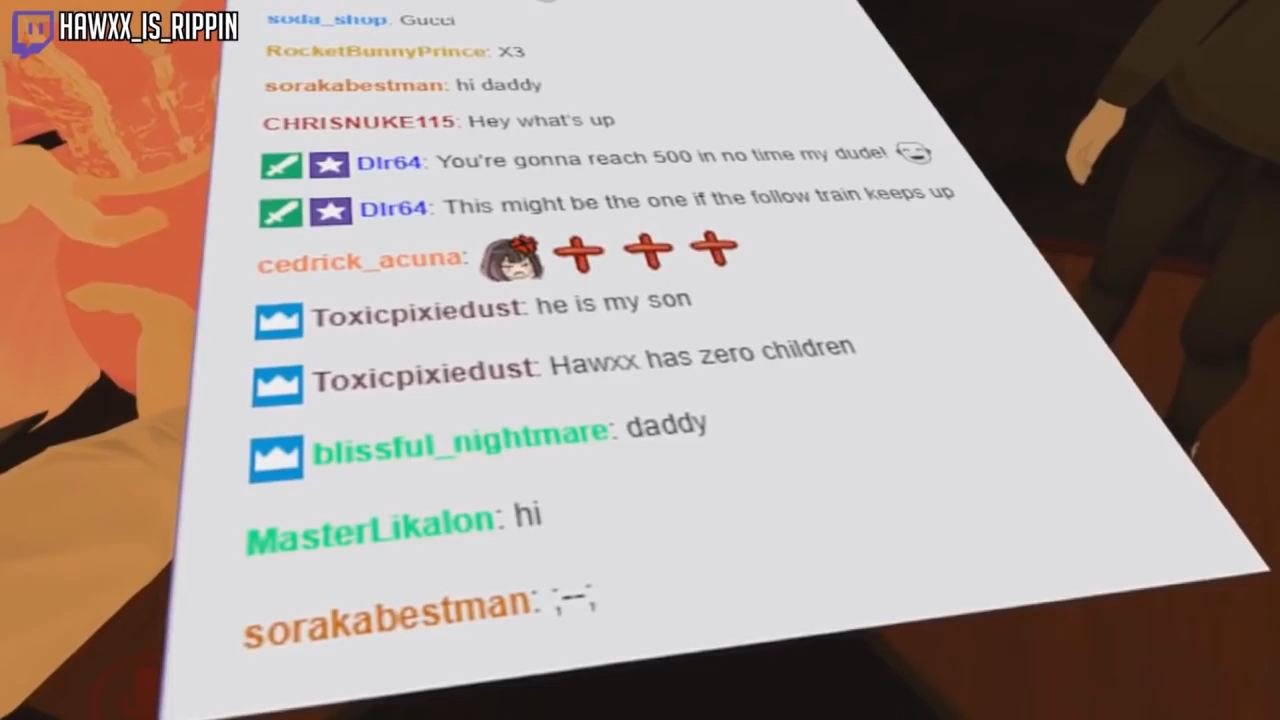 HAWXX_IS_RIPPIN
soda_shop: Gucci
RocketBunnyPrince: X3
sorakabestman: hi daddy
CHRISNUKE115: Hey what's up
Dlr64: You're gonna reach 500 in no time my dude!
Dlr64: This might be the one if the follow train keeps up
cedrick_acuna:
Toxicpixiedust: he is my son
Toxicpixiedust: Hawxx has zero children
blissful_nightmare: daddy
MasterLikalon: hi
sorakabestman: ;--;